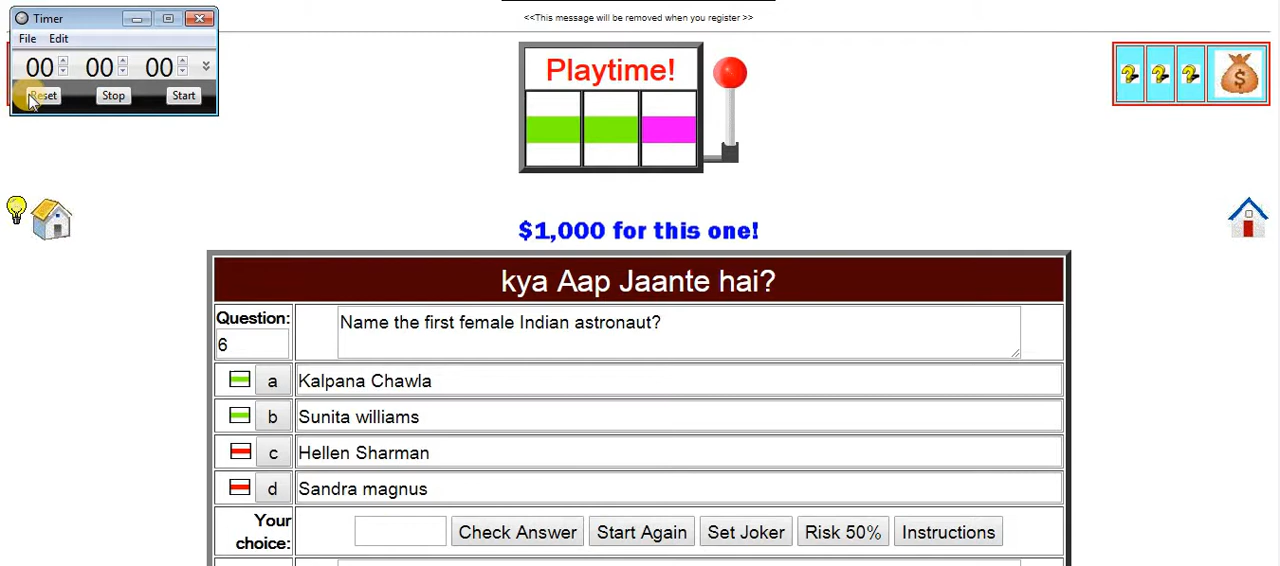 Timer
File Edit
00 00 00
Reset Stop Start
<<This message will be removed when you register >>
Playtime!
$
$1,000 for this one!
kya Aap Jaante hai?
Question:
6
Name the first female Indian astronaut?
a Kalpana Chawla
b Sunita williams
c Hellen Sharman
d Sandra magnus
Your choice:
Check Answer Start Again Set Joker Risk 50% Instructions